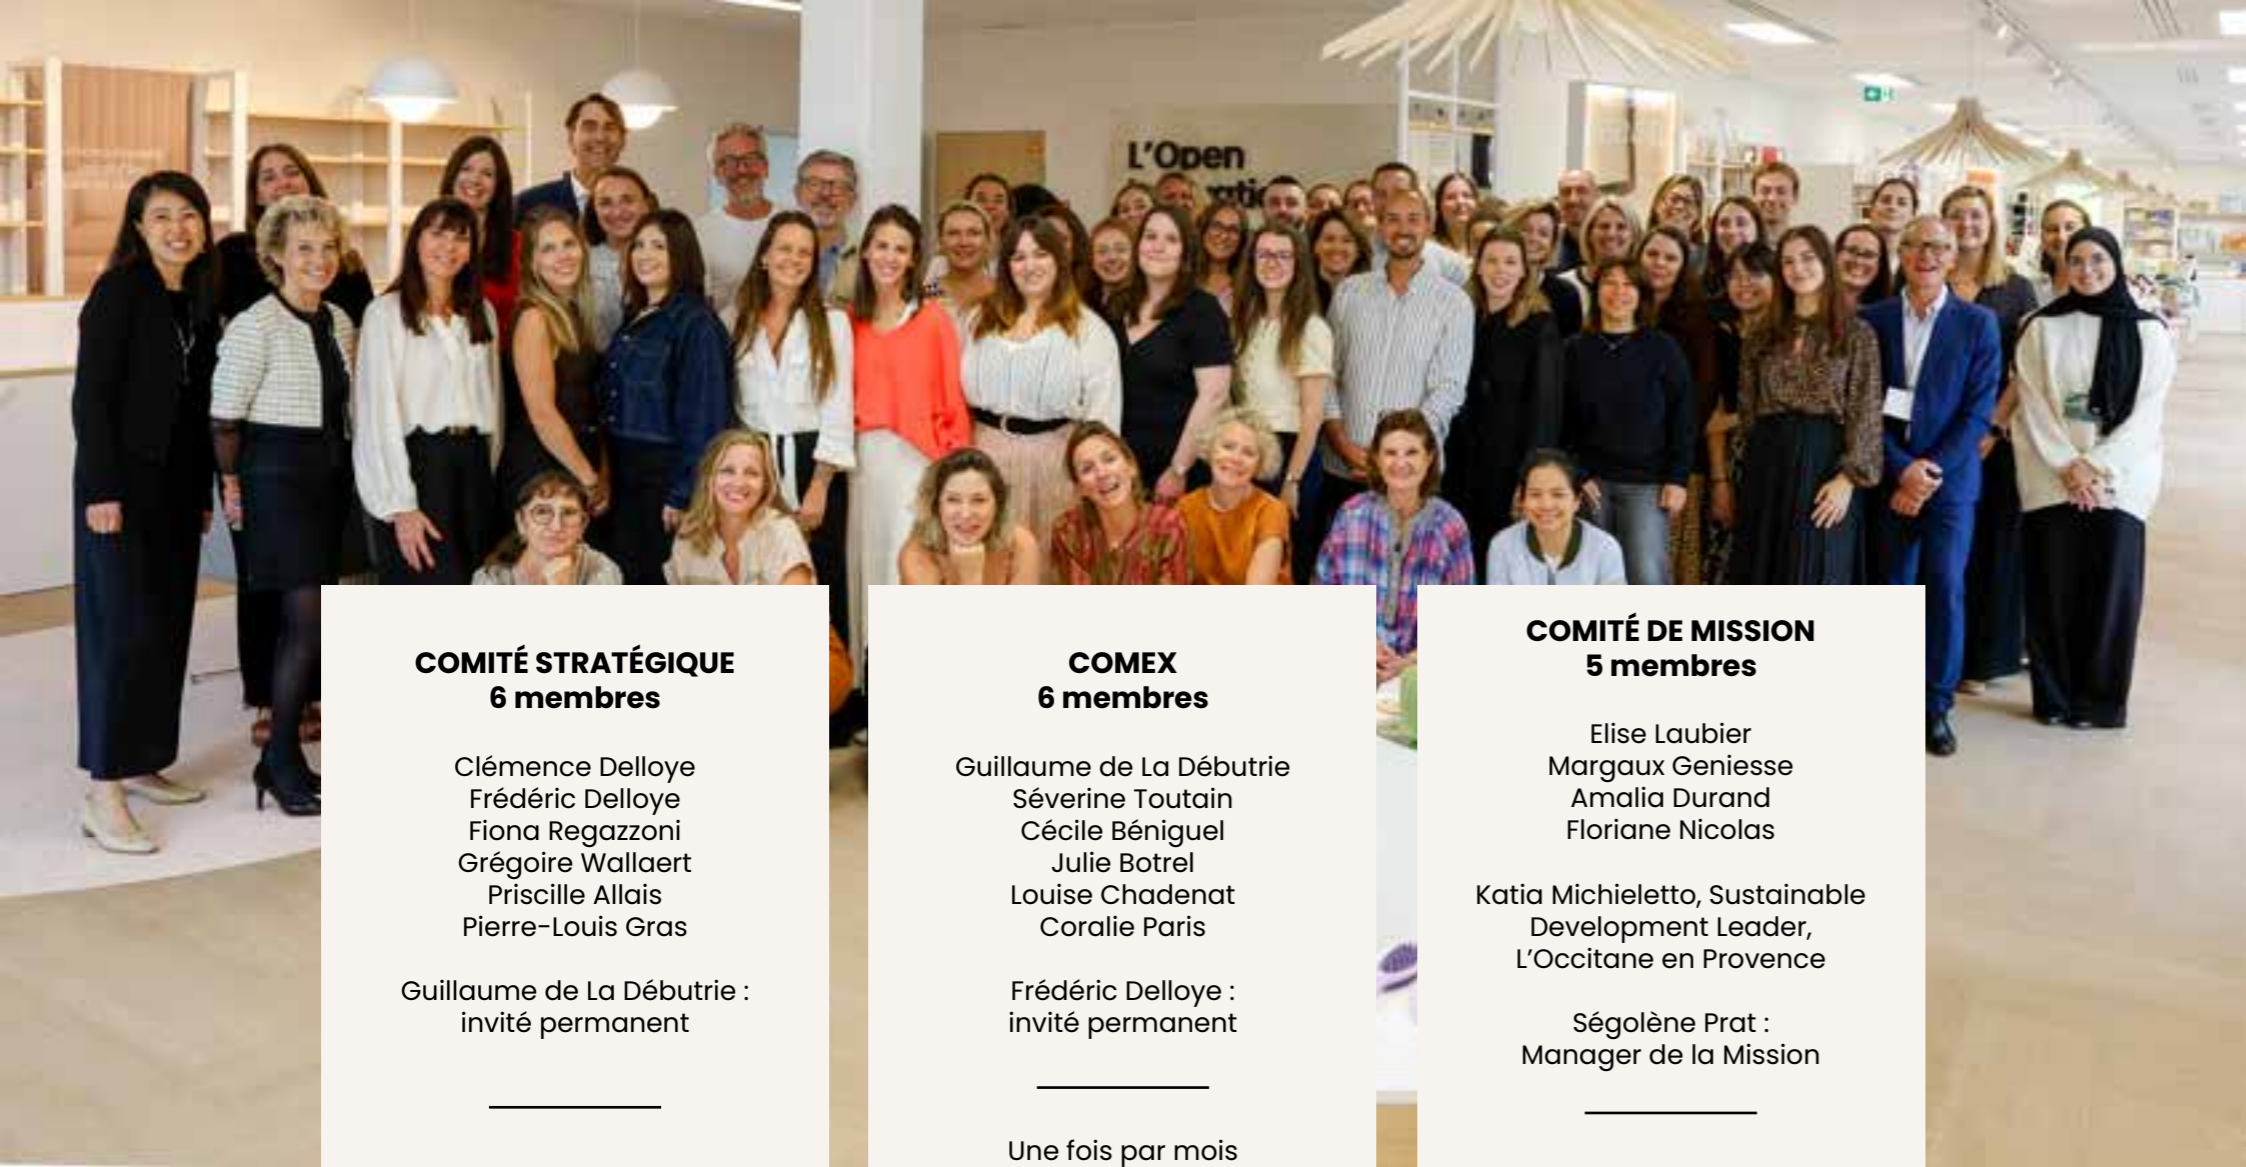 L'Open
COMITÉ STRATÉGIQUE
6 membres
Clémence Delloye
Frédéric Delloye
Fiona Regazzoni
Grégoire Wallaert
Priscille Allais
Pierre-Louis Gras
Guillaume de La Débutrie :
invité permanent
COMEX
6 membres
Guillaume de La Débutrie
Séverine Toutain
Cécile Béniguel
Julie Botrel
Louise Chadenat
Coralie Paris
Frédéric Delloye :
invité permanent
Une fois par mois
COMITÉ DE MISSION
5 membres
Elise Laubier
Margaux Geniesse
Amalia Durand
Floriane Nicolas
Katia Michieletto, Sustainable
Development Leader,
L'Occitane en Provence
Ségolène Prat :
Manager de la Mission